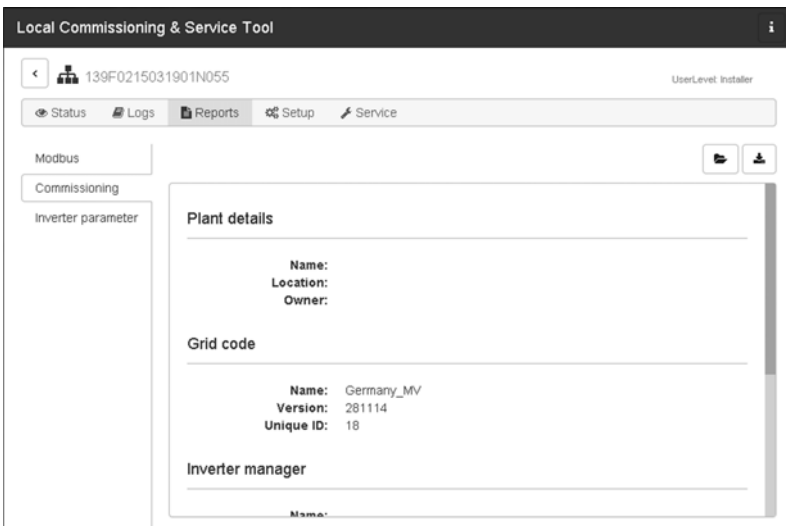 Local Commissioning & Service Tool
139F0215031901N055
UserLevel: Installer
Status Logs Reports Setup Service
Modbus
Commissioning
Inverter parameter
Plant details
Name:
Location:
Owner:
Grid code
Name: Germany_MV
Version: 281114
Unique ID: 18
Inverter manager
Name: